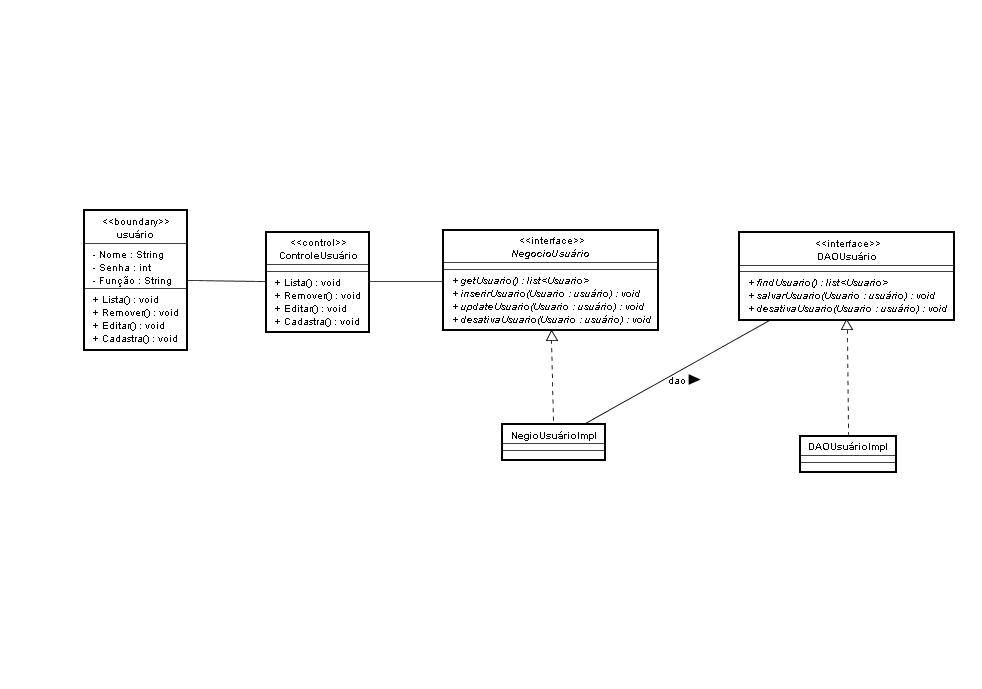 <<boundary>>
usuário
- Nome : String
- Senha : int
- Função : String
+ Lista() : void
+ Remover() : void
+ Editar() : void
+ Cadastra() : void
<<control>>
ControleUsuário
+ Lista() : void
+ Remover() : void
+ Editar() : void
+ Cadastra() : void
<<interface>>
NegocioUsuário
+ getUsuario() : list<Usuario>
+ inserirUsuario(Usuario : usuário) : void
+ updateUsuario(Usuario : usuário) : void
+ desativaUsuario(Usuario : usuário) : void
<<interface>>
DAOUsuário
+ findUsuario() : list<Usuario>
+ salvarUsuario(Usuario : usuário) : void
+ desativaUsuario(Usuario : usuário) : void
dao
NegioUsuárioImpl
DAOUsuárioImpl